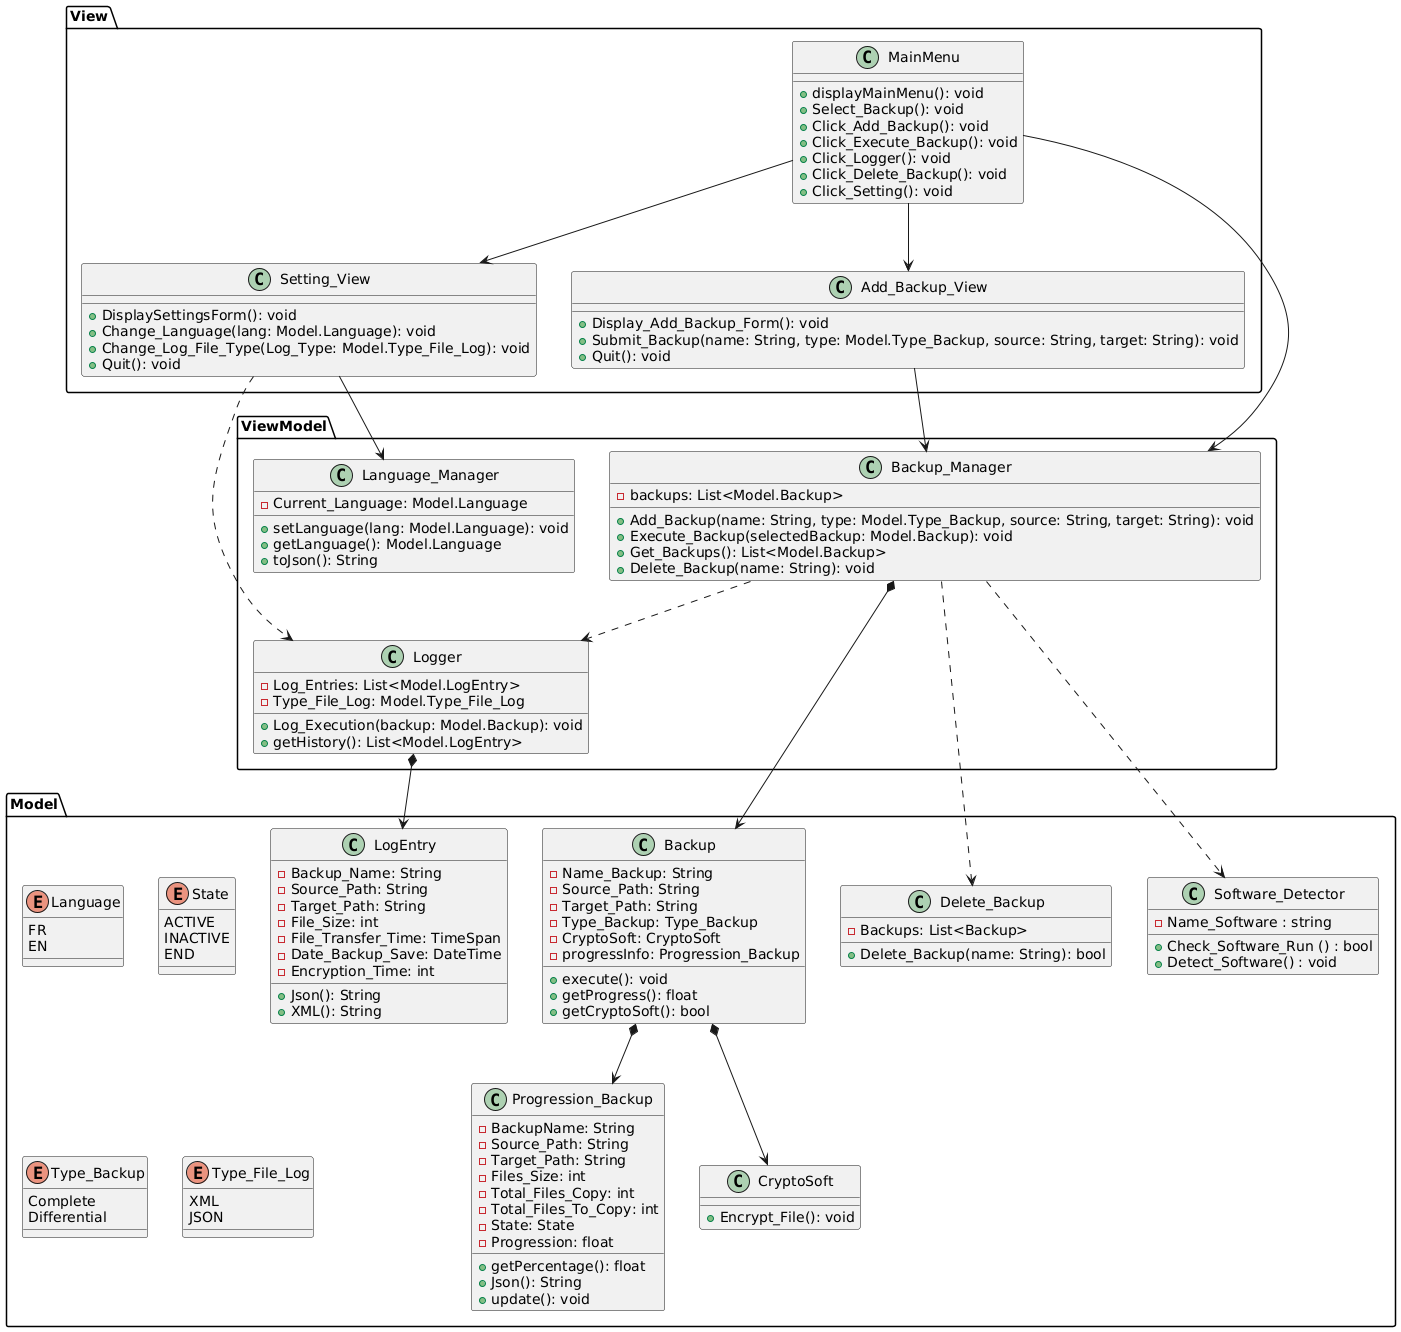 View
MainMenu
displayMainMenu(): void
Select_Backup(): void
Click_Add_Backup(): void
Click_Execute_Backup(): void
Click_Logger(): void
Click_Delete_Backup(): void
Click_Setting(): void
Setting_View
DisplaySettingsForm(): void
Change_Language(lang: Model.Language): void
Change_Log_File_Type(Log_Type: Model.Type_File_Log): void
Quit(): void
Add_Backup_View
Display_Add_Backup_Form(): void
Submit_Backup(name: String, type: Model.Type_Backup, source: String, target: String): void
Quit(): void
ViewModel
Language_Manager
Current_Language: Model.Language
setLanguage(lang: Model.Language): void
getLanguage(): Model.Language
toJson(): String
Backup_Manager
backups: List<Model.Backup>
Add_Backup(name: String, type: Model.Type_Backup, source: String, target: String): void
Execute_Backup(selectedBackup: Model.Backup): void
Get_Backups(): List<Model.Backup>
Delete_Backup(name: String): void
Logger
Log_Entries: List<Model.LogEntry>
Type_File_Log: Model.Type_File_Log
Log_Execution(backup: Model.Backup): void
getHistory(): List<Model.LogEntry>
Model
Language
FR
EN
State
ACTIVE
INACTIVE
END
LogEntry
Backup_Name: String
Source_Path: String
Target_Path: String
File_Size: int
File_Transfer_Time: TimeSpan
Date_Backup_Save: DateTime
Encryption_Time: int
Json(): String
XML(): String
Backup
Name_Backup: String
Source_Path: String
Target_Path: String
Type_Backup: Type_Backup
CryptoSoft: CryptoSoft
progressInfo: Progression_Backup
execute(): void
getProgress(): float
getCryptoSoft(): bool
Delete_Backup
Backups: List<Backup>
Delete_Backup(name: String): bool
Software_Detector
Name_Software : string
Check_Software_Run () : bool
Detect_Software() : void
Type_Backup
Complete
Differential
Type_File_Log
XML
JSON
Progression_Backup
BackupName: String
Source_Path: String
Target_Path: String
Files_Size: int
Total_Files_Copy: int
Total_Files_To_Copy: int
State: State
Progression: float
getPercentage(): float
Json(): String
update(): void
CryptoSoft
Encrypt_File(): void